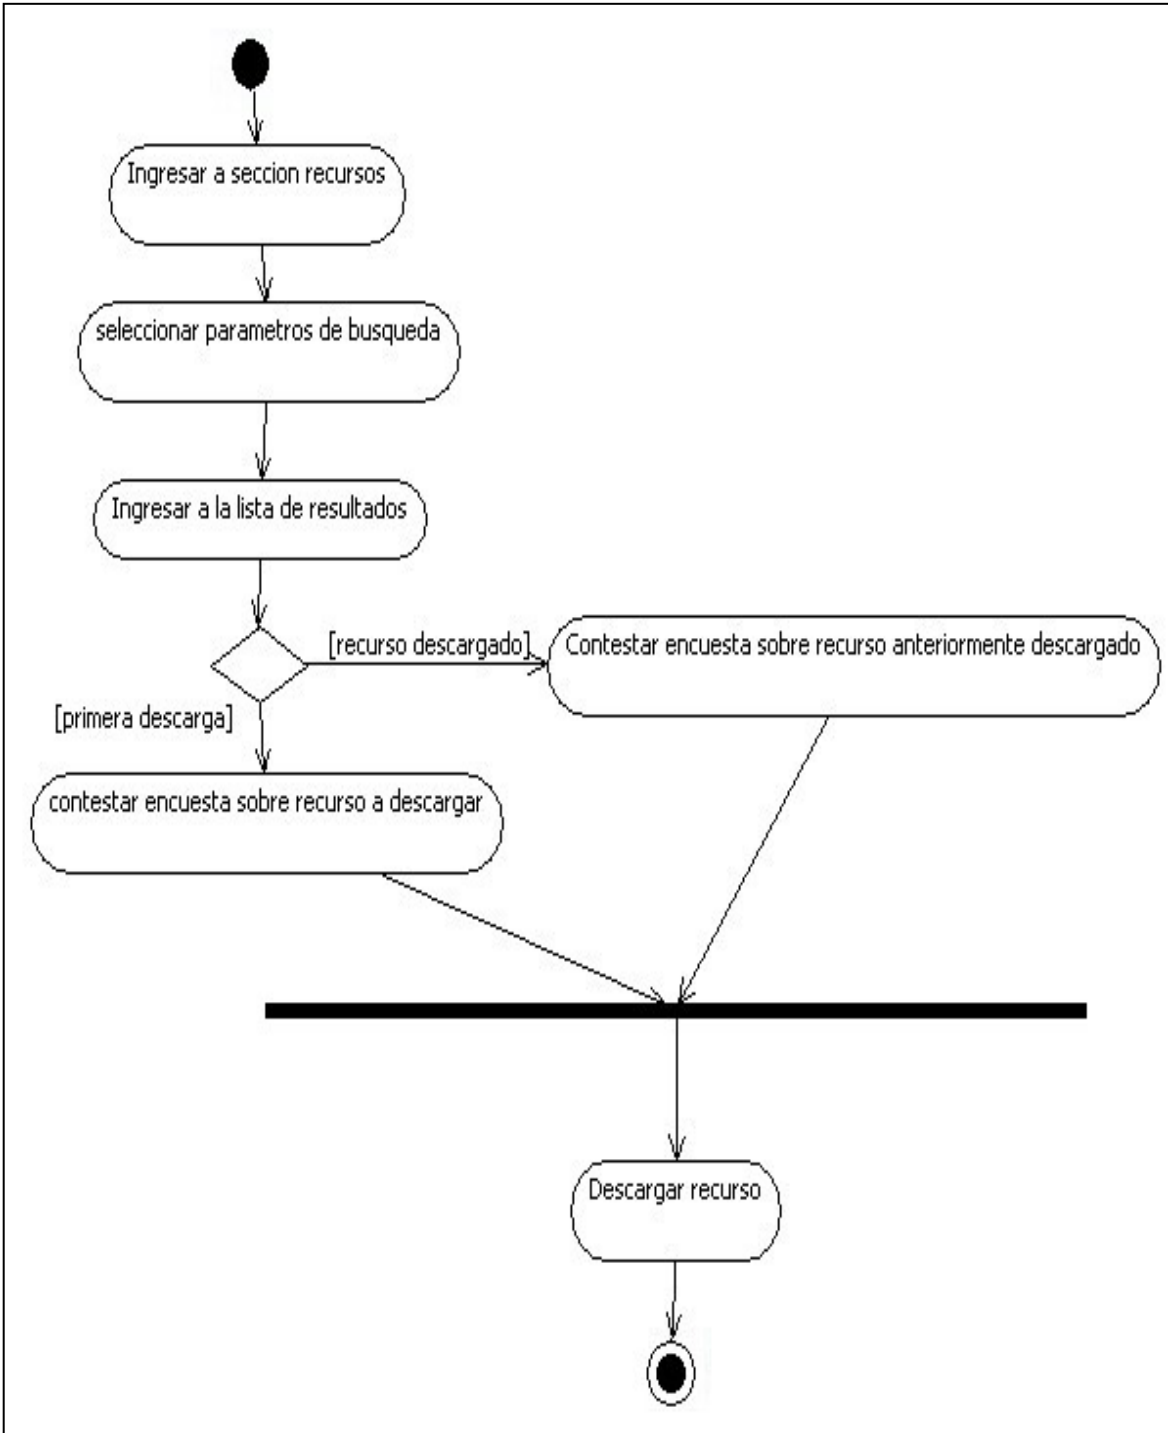 Ingresar a seccion recursos
seleccionar parametros de busqueda
Ingresar a la lista de resultados
[recurso descargado]
Contestar encuesta sobre recurso anteriormente descargado
[primera descarga]
contestar encuesta sobre recurso a descargar
Descargar recurso